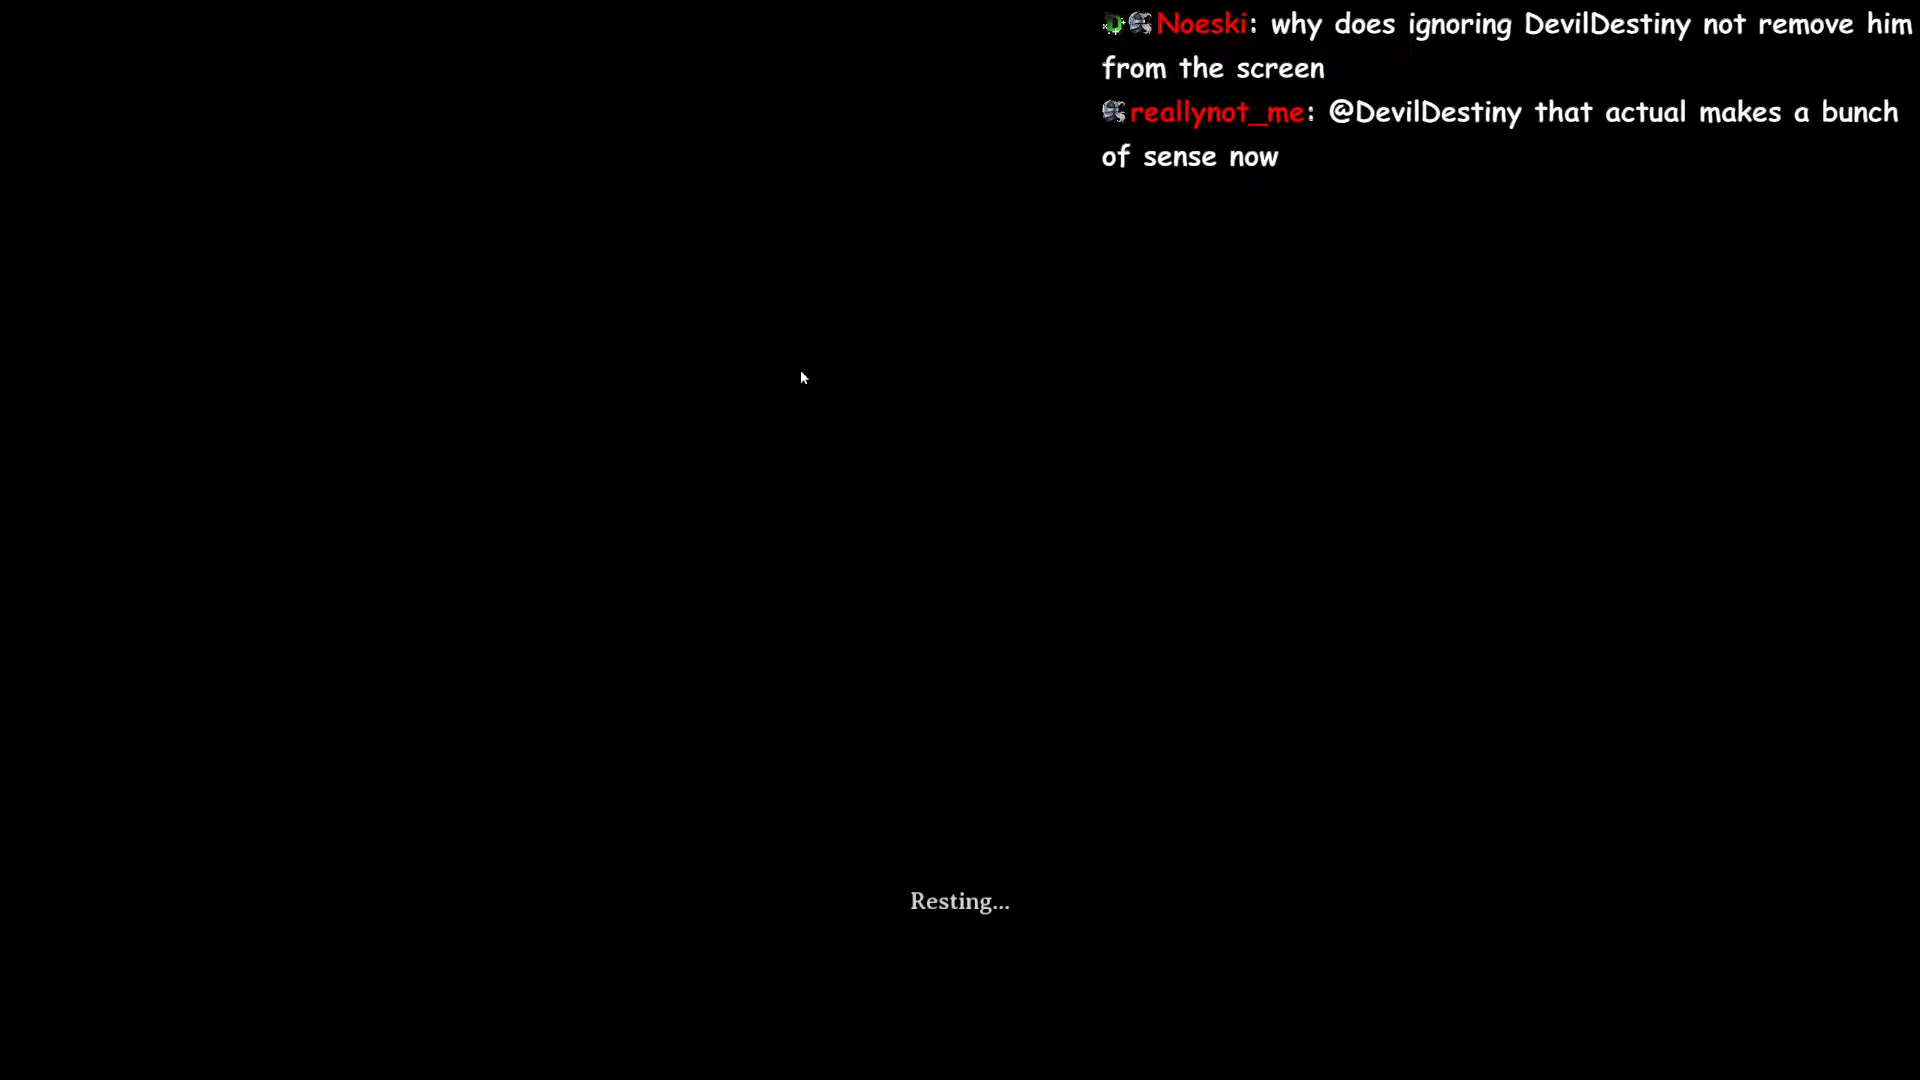 Noeski: why does ignoring DevilDestiny not remove him
from the screen
reallynot_me: @DevilDestiny that actual makes a bunch
of sense now
Resting...